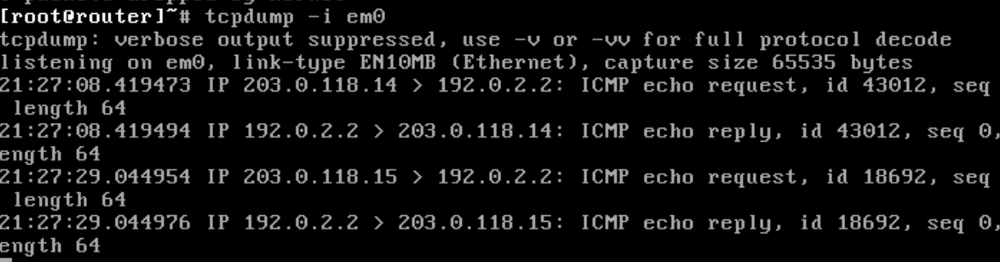 [root@router]~# tcpdump -i em0
tcpdump: verbose output suppressed, use -v or -vv for full protocol decode
listening on em0, link-type EN10MB (Ethernet), capture size 65535 bytes
21:27:08.419473 IP 203.0.118.14 > 192.0.2.2: ICMP echo request, id 43012, seq
 length 64
21:27:08.419494 IP 192.0.2.2 > 203.0.118.14: ICMP echo reply, id 43012, seq 0,
ength 64
21:27:29.044954 IP 203.0.118.15 > 192.0.2.2: ICMP echo request, id 18692, seq
 length 64
21:27:29.044976 IP 192.0.2.2 > 203.0.118.15: ICMP echo reply, id 18692, seq 0,
ength 64